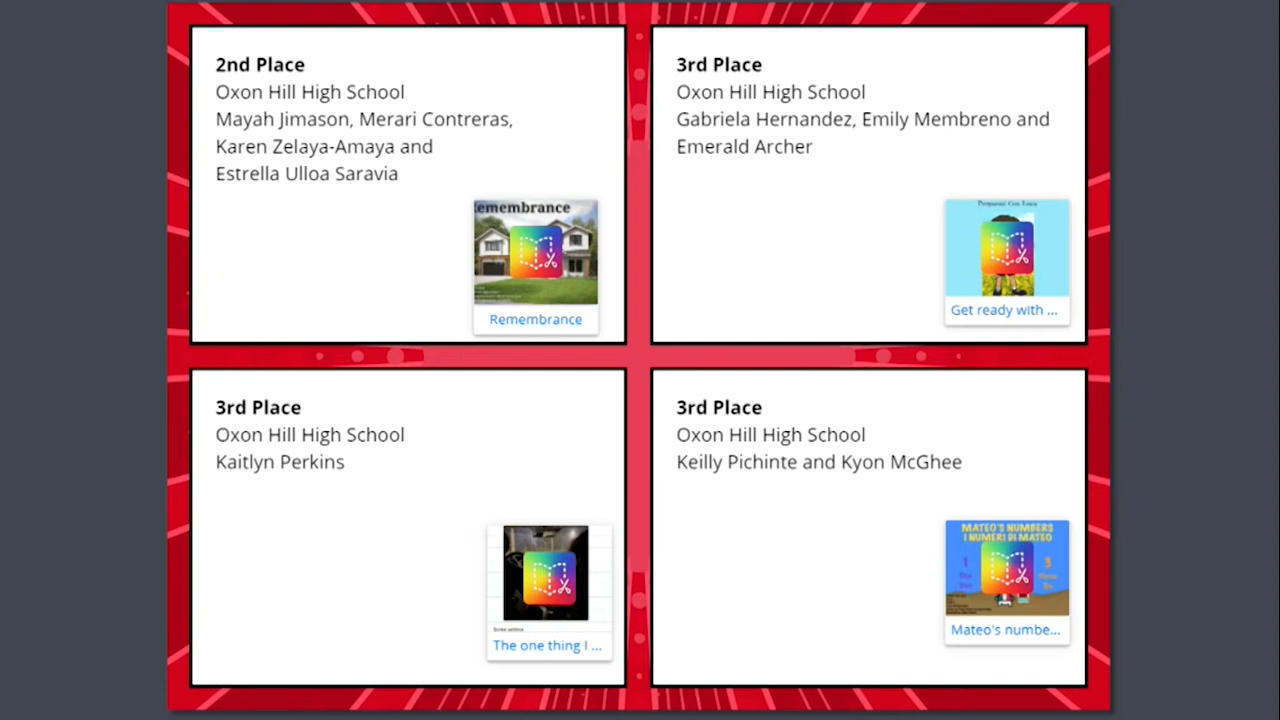 2nd Place
Oxon Hill High School
Mayah Jimason, Merari Contreras,
Karen Zelaya-Amaya and
Estrella Ulloa Saravia
emembrance
Remembrance
3rd Place
Oxon Hill High School
Gabriela Hernandez, Emily Membreno and
Emerald Archer
Get ready with ...
3rd Place
Oxon Hill High School
Kaitlyn Perkins
The one thing I ...
3rd Place
Oxon Hill High School
Keilly Pichinte and Kyon McGhee
MATEO'S NUMBERS
I NUMERI DI MATEO
1
3
Mateo's numbe...